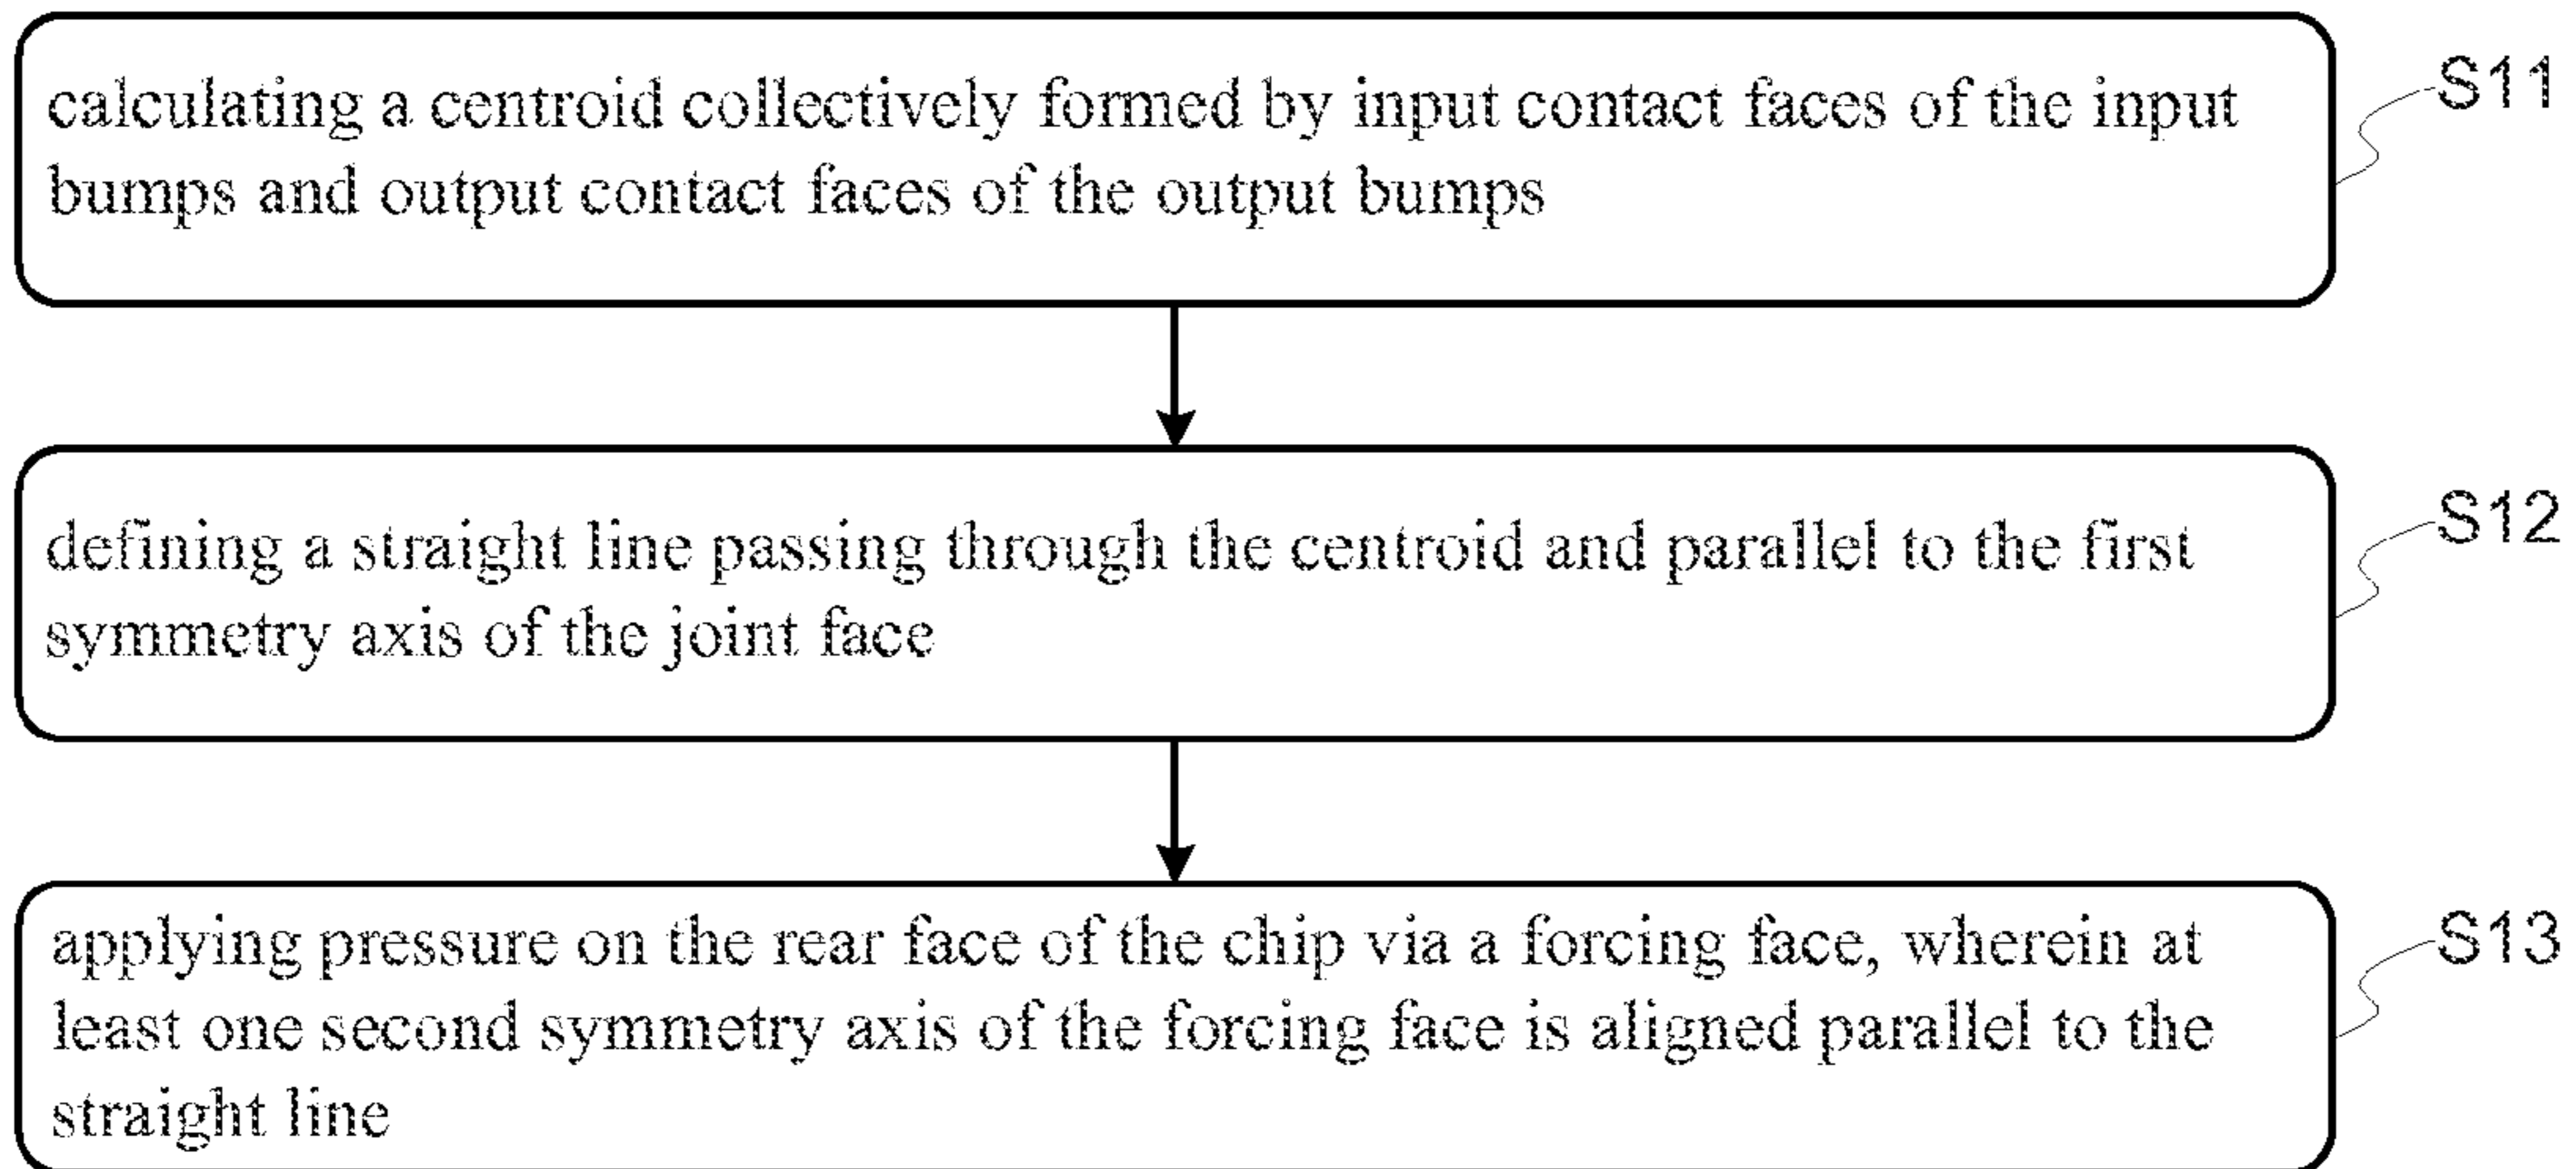 calculating a centroid collectively formed by input contact faces of the input
bumps and output contact faces of the output bumps
S11
defining a straight line passing through the centroid and parallel to the first
symmetry axis of the joint face
S12
applying pressure on the rear face of the chip via a forcing face, wherein at
least one second symmetry axis of the forcing face is aligned parallel to the
straight line
S13